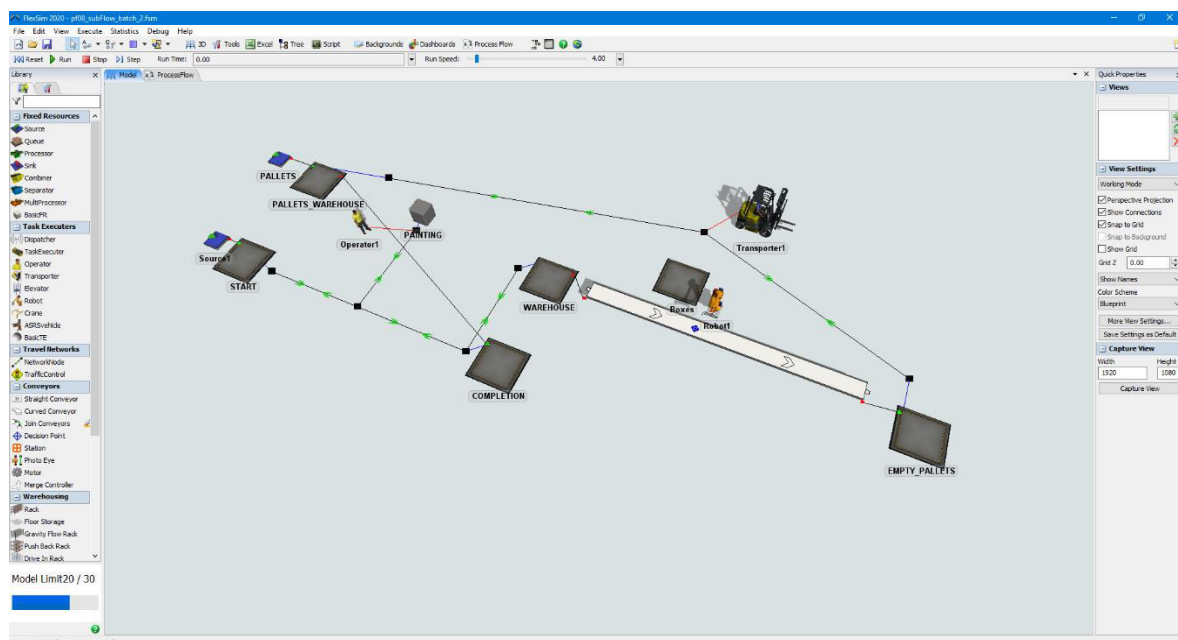 FlexSim 2020 - pf08_subFlow_batch_2.fsm
File Edit View Execute Statistics Debug Help
3D Tools Excel Tree Script Backgrounds Dashboards Process Flow
Reset Run Stop Step Run Time: 0.00 Run Speed: 4.00
Library
Model ProcessFlow
Quick Properties
Fixed Resources
Source
Queue
Processor
Sink
Combiner
Separator
MultiProcessor
BasicFR
Task Executers
Dispatcher
TaskExecuter
Operator
Transporter
Elevator
Robot
Crane
ASRSvehicle
BasicTE
Travel Networks
NetworkNode
TrafficControl
Conveyors
Straight Conveyor
Curved Conveyor
Join Conveyors
Decision Point
Station
Photo Eye
Motor
Merge Controller
Warehousing
Rack
Floor Storage
Gravity Flow Rack
Push Back Rack
Drive In Rack
Model Limit20 / 30
PALLETS
PALLETS_WAREHOUSE
Operator1
PAINTING
Transporter1
Source1
START
WAREHOUSE
Boxes
Robot1
COMPLETION
EMPTY_PALLETS
Views
View Settings
Working Mode
Perspective Projection
Show Connections
Snap to Grid
Snap to Background
Show Grid
Grid Z 0.00
Show Names
Color Scheme
Blueprint
More View Settings...
Save Settings as Default
Capture View
Width Height
1920 1080
Capture View